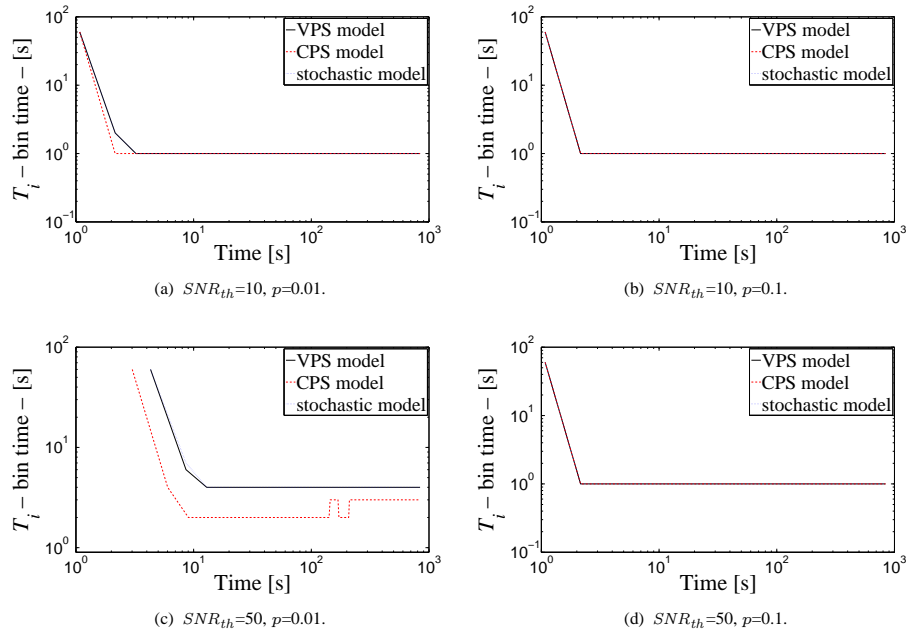 VPS model
CPS model
stochastic model
T_i − bin time − [s]
10^2
10^1
10^0
10^−1
10^0
10^1
10^2
10^3
Time [s]
(a) SNR_th=10, p=0.01.
VPS model
CPS model
stochastic model
T_i − bin time − [s]
10^2
10^1
10^0
10^−1
10^0
10^1
10^2
10^3
Time [s]
(b) SNR_th=10, p=0.1.
VPS model
CPS model
stochastic model
T_i − bin time − [s]
10^2
10^1
10^0
10^0
10^1
10^2
10^3
Time [s]
(c) SNR_th=50, p=0.01.
VPS model
CPS model
stochastic model
T_i − bin time − [s]
10^2
10^1
10^0
10^−1
10^0
10^1
10^2
10^3
Time [s]
(d) SNR_th=50, p=0.1.